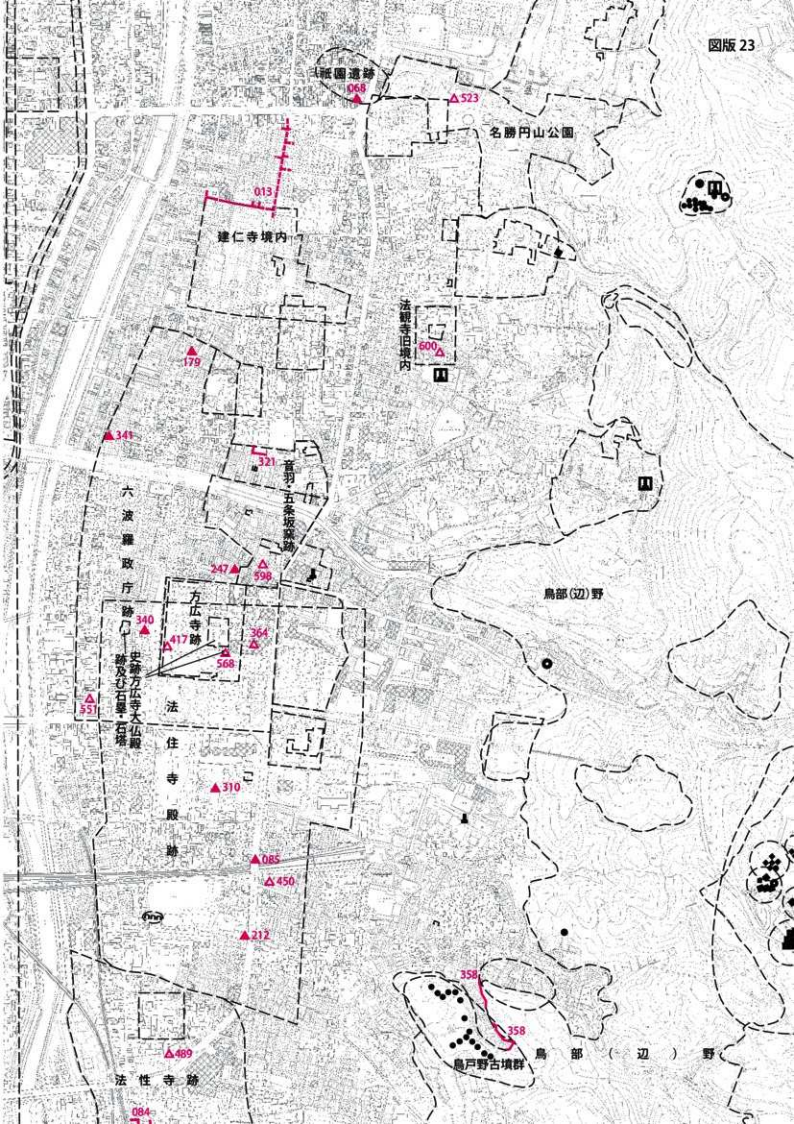 図版 23
祇園遺跡
068
523
名勝円山公園
013
建仁寺境内
法観寺旧境内
600
179
341
321
音羽・五条坂窯跡
六波羅政庁跡
247
598
鳥部(辺)野
方広寺跡
340
417
364
568
史跡方広寺大仏殿
跡及び石塁・石塔
551
法住寺殿跡
310
085
450
212
358
358
鳥部(辺)野
鳥戸野古墳群
489
法性寺跡
084